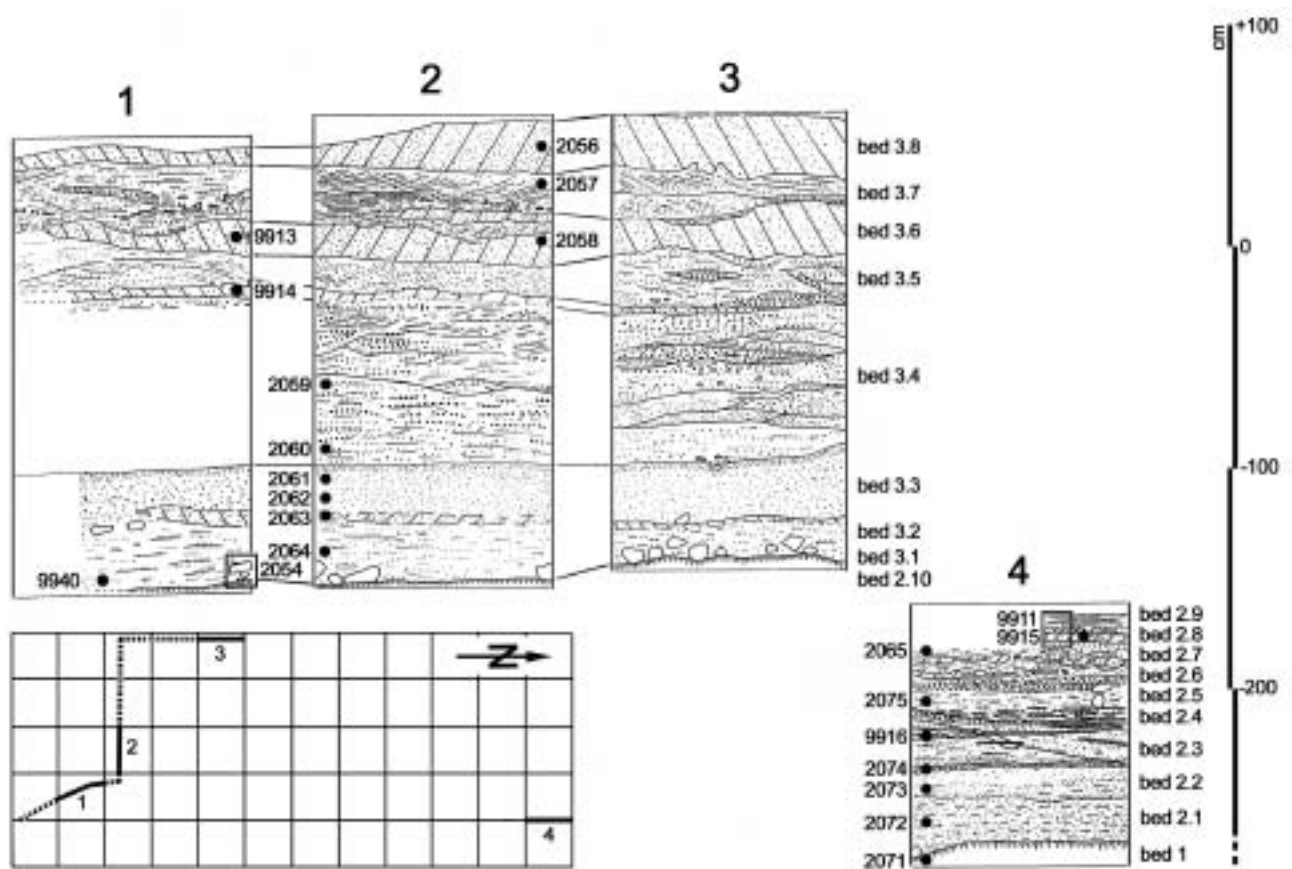 +100
cm
1
2
3
2056
bed 3.8
2057
bed 3.7
9913
2058
bed 3.6
0
9914
bed 3.5
2059
bed 3.4
2060
-100
2061
bed 3.3
2062
2063
bed 3.2
2064
bed 3.1
9940
2054
bed 2.10
4
9911
bed 2.9
9915
bed 2.8
2065
bed 2.7
bed 2.6
-200
2075
bed 2.5
bed 2.4
9916
bed 2.3
2074
2073
bed 2.2
2072
bed 2.1
2071
bed 1
3
N
2
1
4